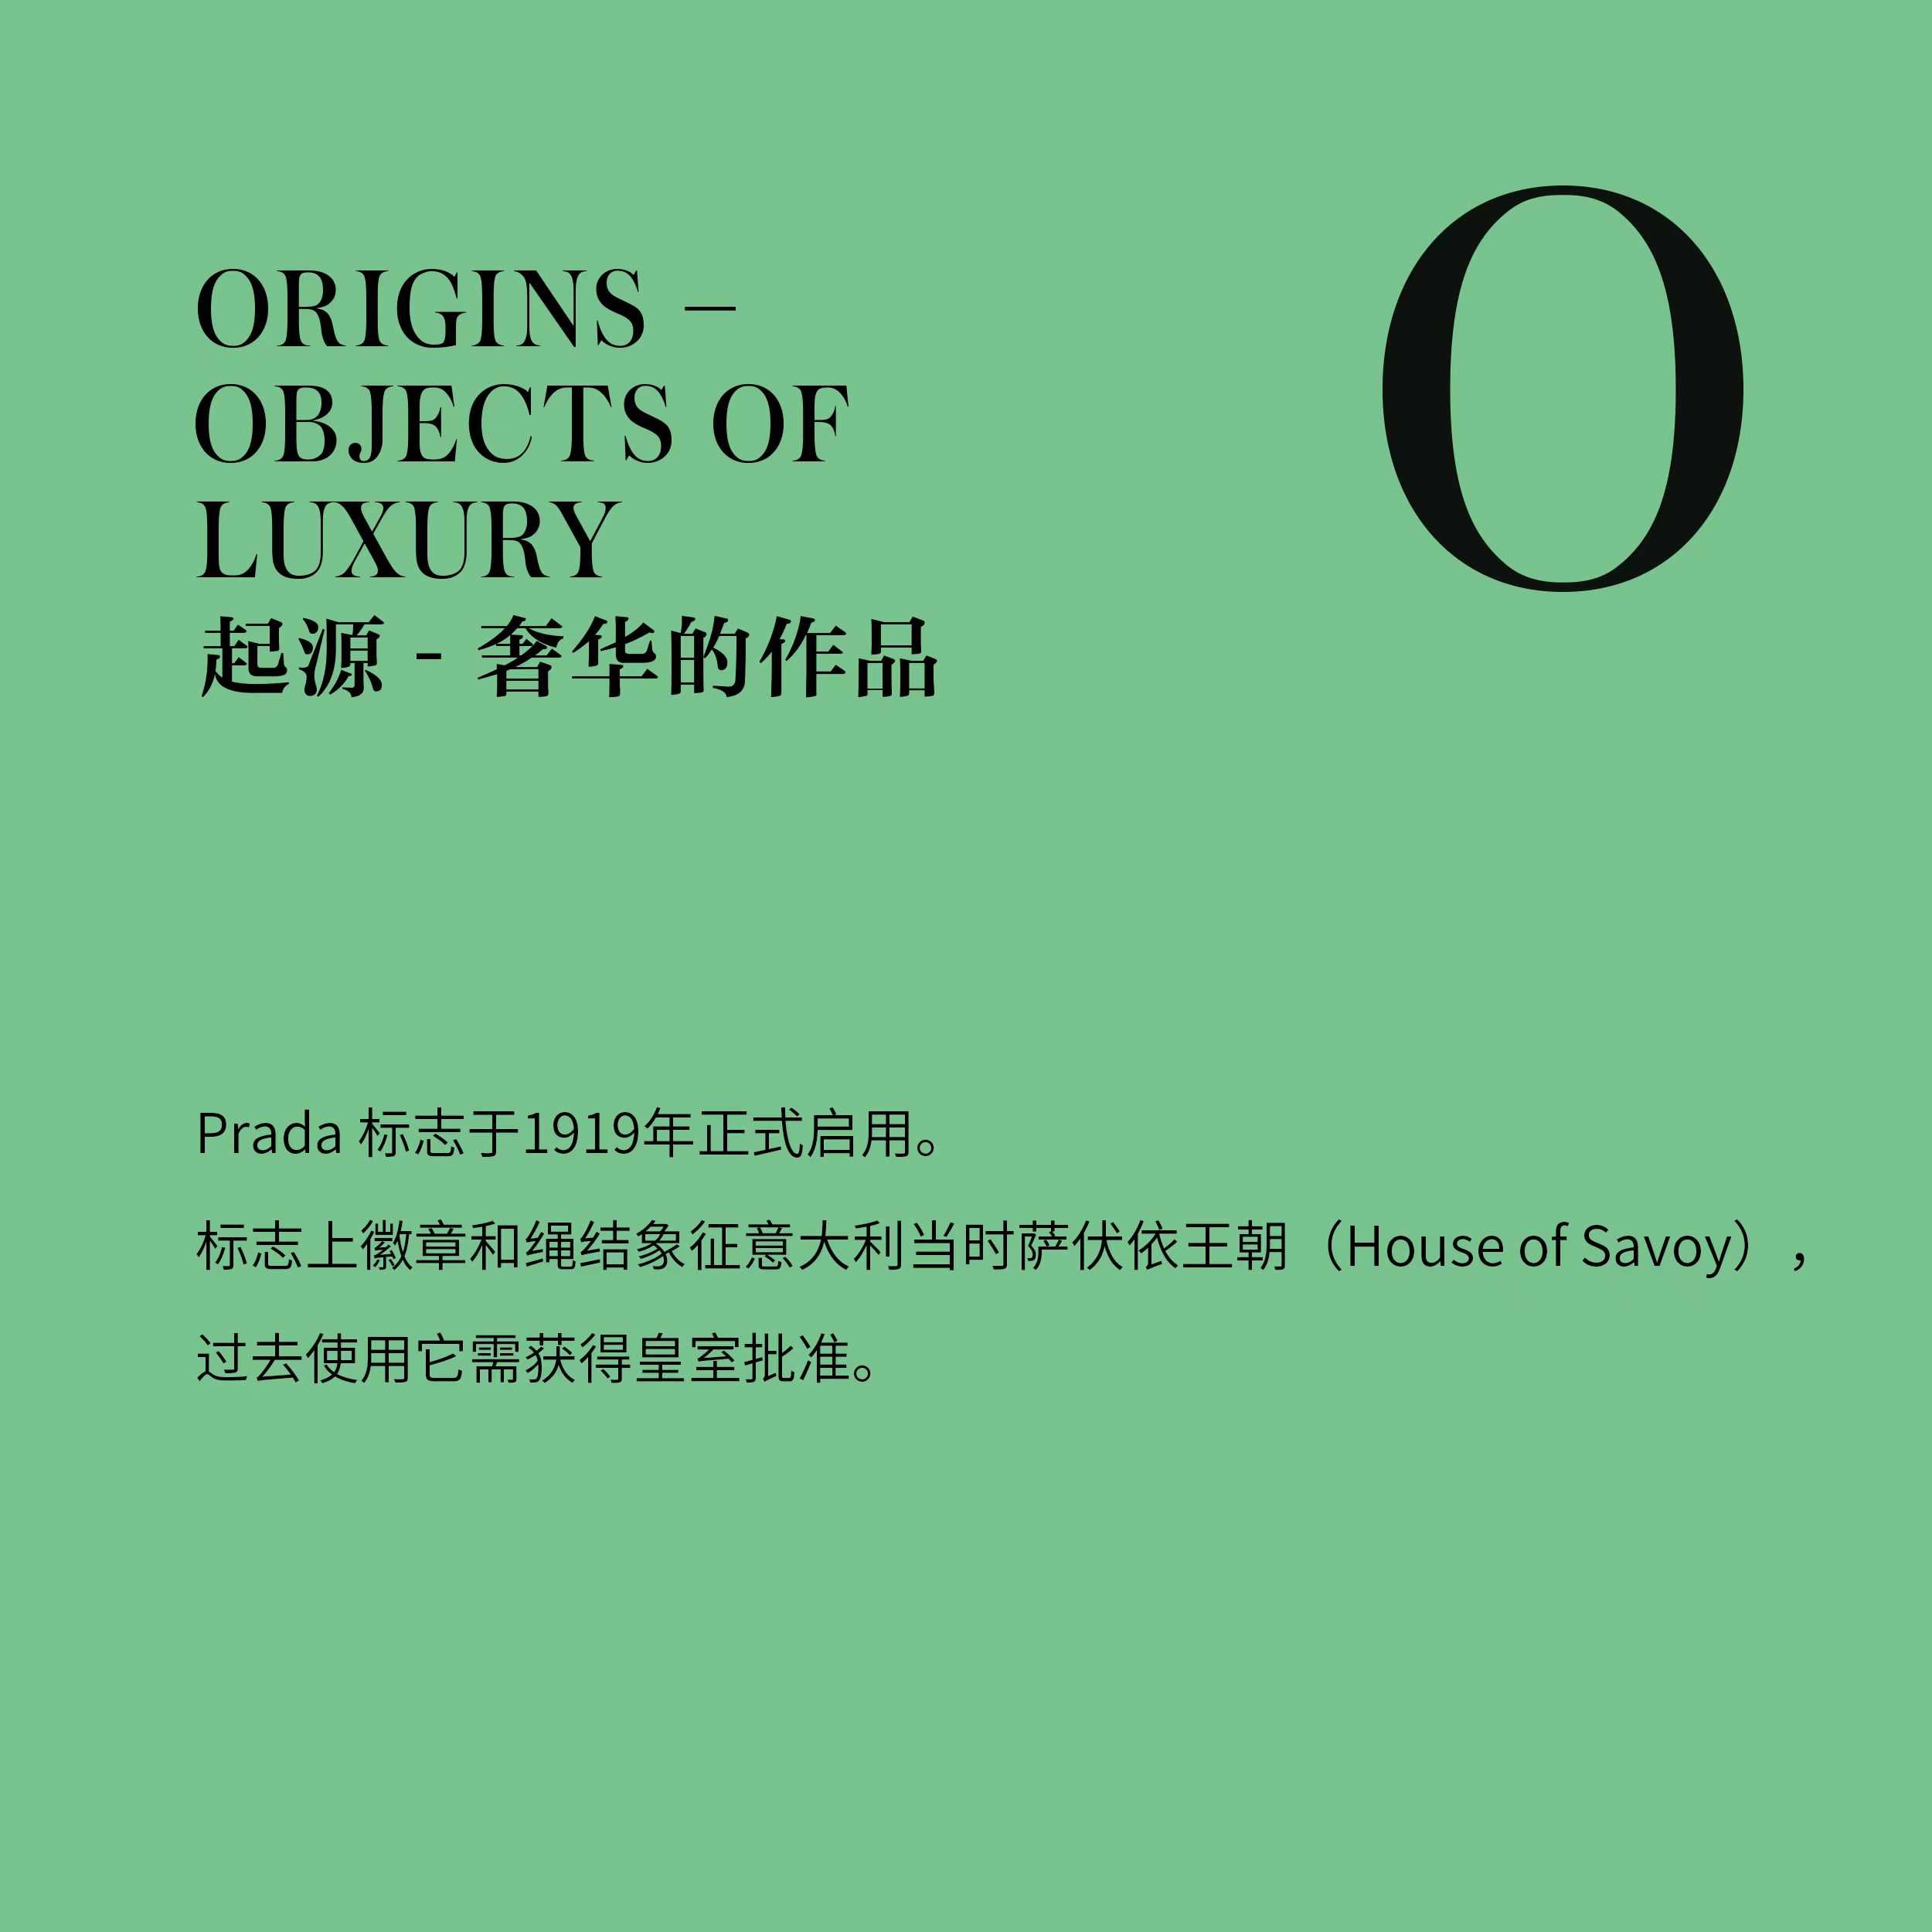 O
ORIGINS —
OBJECTS OF
LUXURY
起源 - 奢华的作品
Prada 标志于1919年正式启用。
标志上徽章和绳结象征意大利当时萨伏依王朝（House of Savoy），
过去使用它需获得皇室批准。